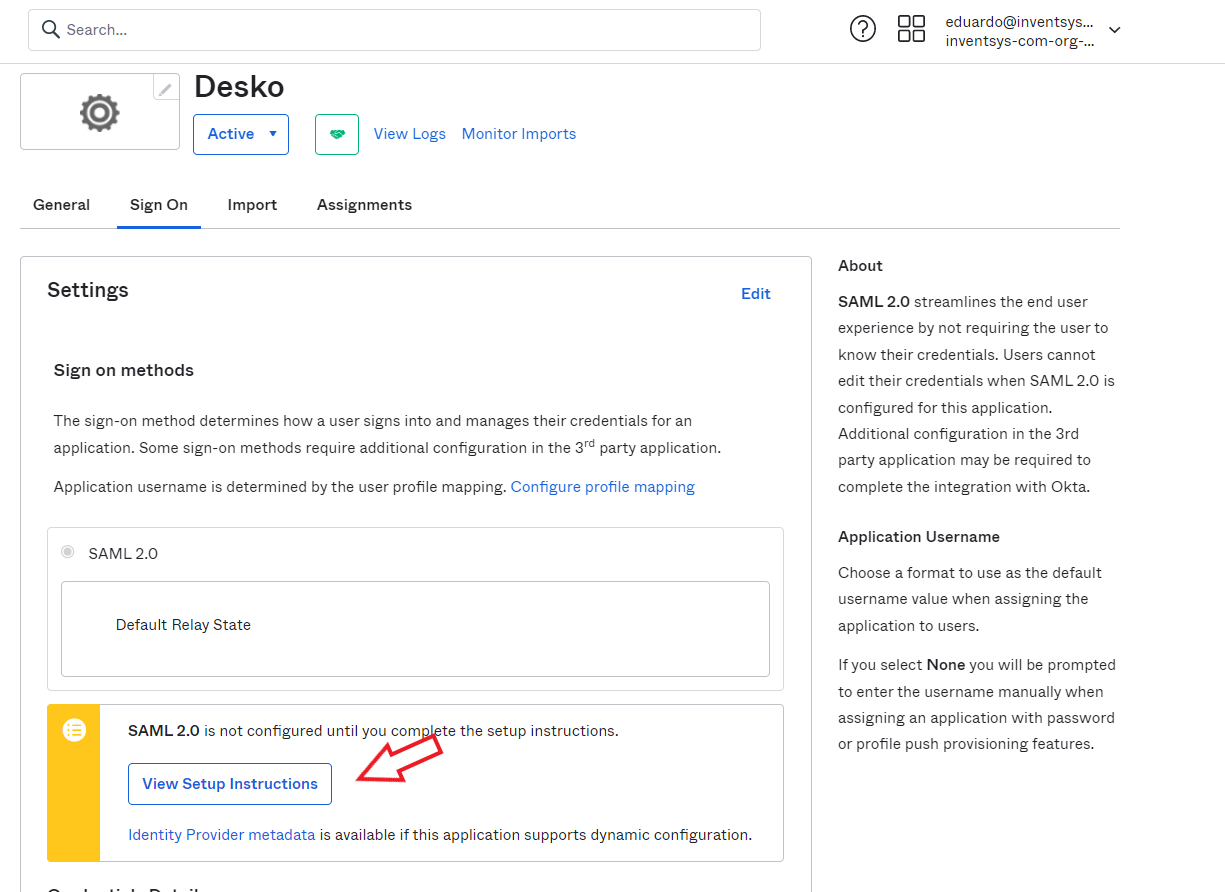 Search...
eduardo@inventsys...
inventsys-com-org-...
Desko
Active
View Logs
Monitor Imports
General
Sign On
Import
Assignments
Settings
Edit
Sign on methods
The sign-on method determines how a user signs into and manages their credentials for an
application. Some sign-on methods require additional configuration in the 3rd party application.
Application username is determined by the user profile mapping. Configure profile mapping
SAML 2.0
Default Relay State
SAML 2.0 is not configured until you complete the setup instructions.
View Setup Instructions
Identity Provider metadata is available if this application supports dynamic configuration.
About
SAML 2.0 streamlines the end user
experience by not requiring the user to
know their credentials. Users cannot
edit their credentials when SAML 2.0 is
configured for this application.
Additional configuration in the 3rd
party application may be required to
complete the integration with Okta.
Application Username
Choose a format to use as the default
username value when assigning the
application to users.
If you select None you will be prompted
to enter the username manually when
assigning an application with password
or profile push provisioning features.